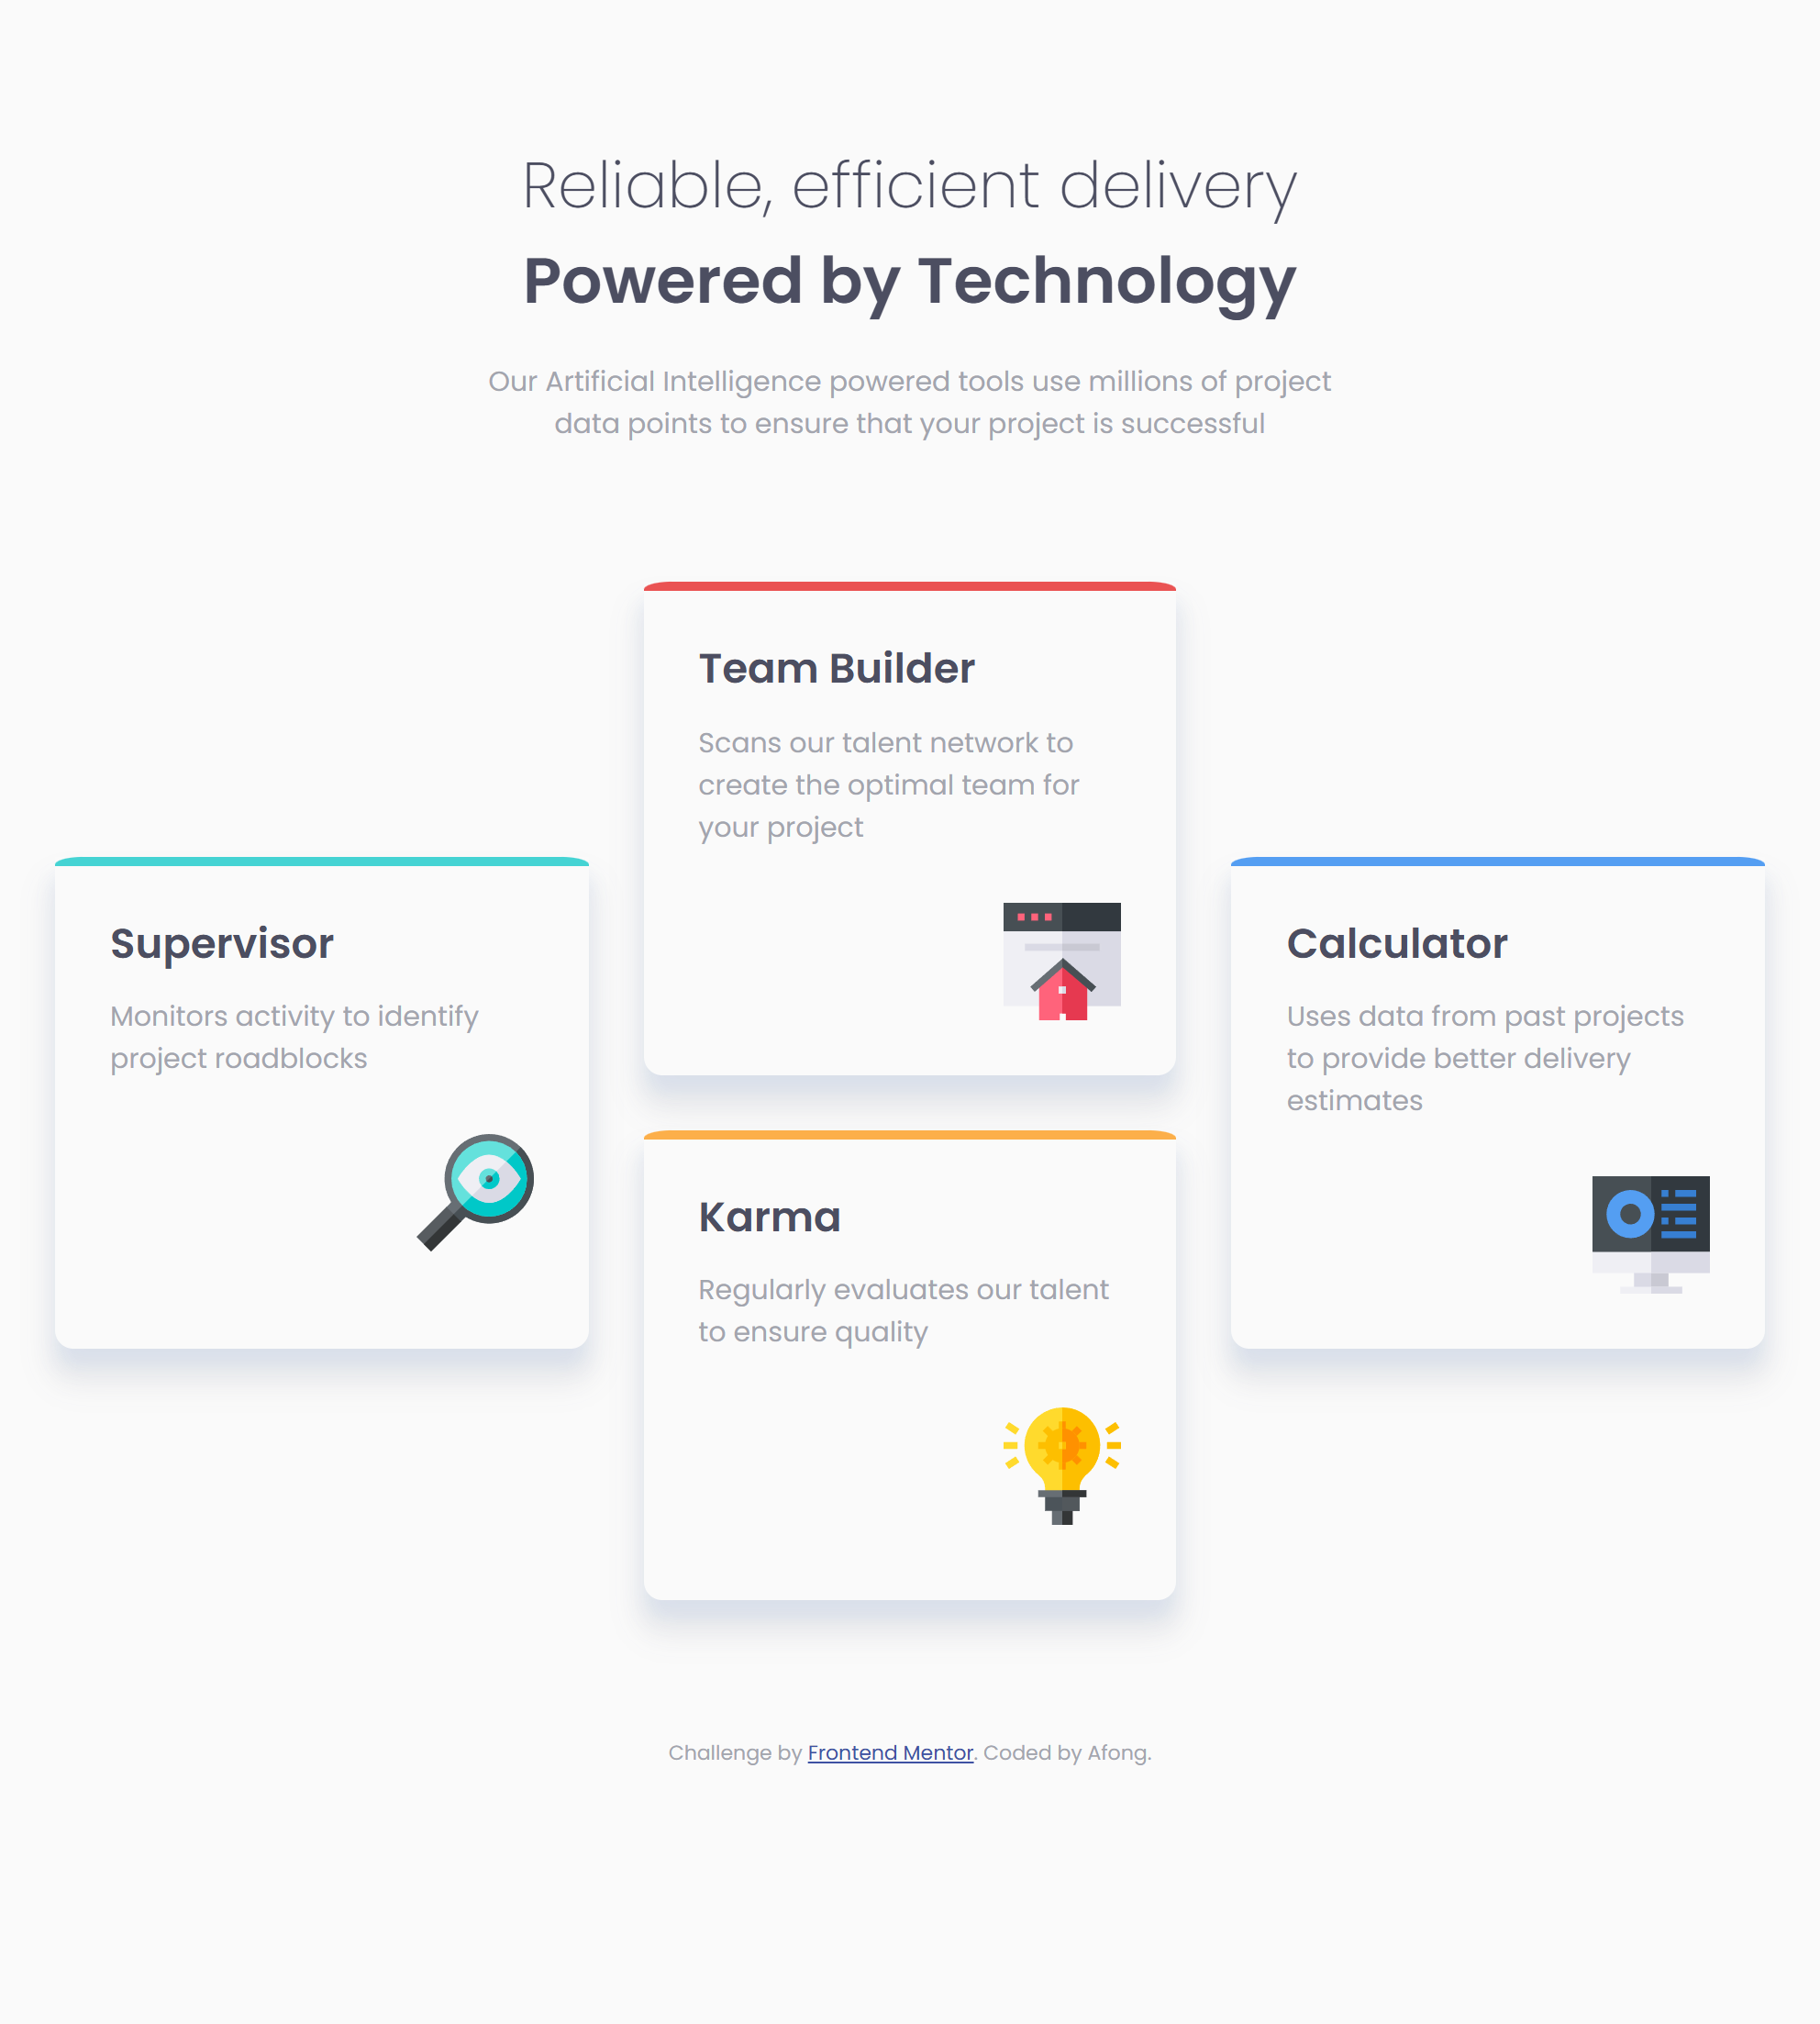 Reliable, efficient delivery
Powered by Technology
Our Artificial Intelligence powered tools use millions of project
data points to ensure that your project is successful
Supervisor
Monitors activity to identify
project roadblocks
Team Builder
Scans our talent network to
create the optimal team for
your project
Karma
Regularly evaluates our talent
to ensure quality
Calculator
Uses data from past projects
to provide better delivery
estimates
Challenge by Frontend Mentor. Coded by Afong.